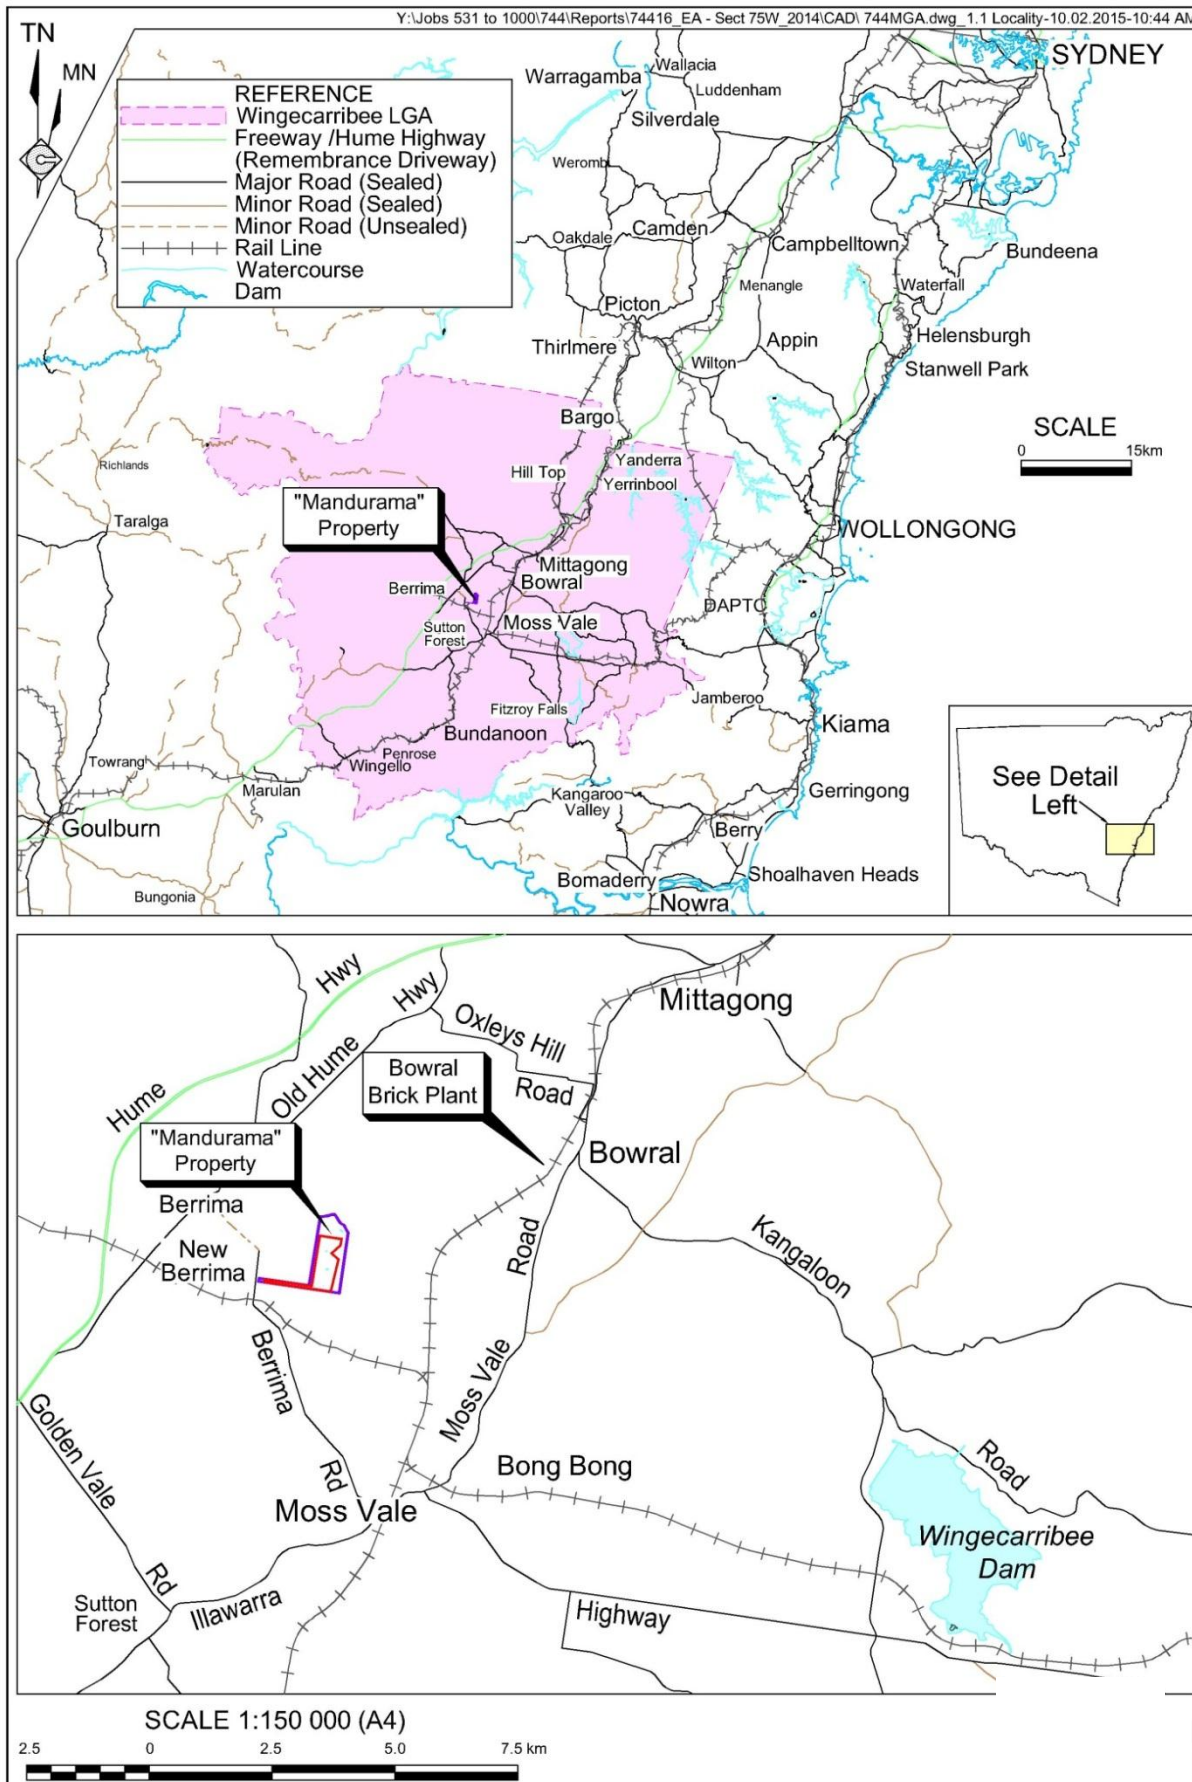 Y:\Jobs 531 to 1000\744\Reports\74416_EA - Sect 75W_2014\CAD\ 744MGA.dwg_1.1 Locality-10.02.2015-10:44 AM
TN
MN
REFERENCE
Wingecarribee LGA
Freeway /Hume Highway
(Remembrance Driveway)
Major Road (Sealed)
Minor Road (Sealed)
Minor Road (Unsealed)
Rail Line
Watercourse
Dam
SYDNEY
Wallacia
Warragamba
Luddenham
Silverdale
Werombi
Camden
Oakdale
Campbelltown
Bundeena
Menangle
Waterfall
Picton
Helensburgh
Appin
Thirlmere
Wilton
Stanwell Park
Bargo
SCALE
0
15km
Yanderra
Richlands
Hill Top
Yerrinbool
"Mandurama"
Property
Taralga
WOLLONGONG
Mittagong
Bowral
Berrima
DAPTO
Moss Vale
Sutton
Forest
Jamberoo
Fitzroy Falls
Kiama
Bundanoon
Penrose
Wingello
Towrang
Marulan
Kangaroo
Valley
Gerringong
Goulburn
Berry
Shoalhaven Heads
Bomaderry
Bungonia
Nowra
See Detail
Left
Hwy
Hwy
Mittagong
Oxleys Hill
Old Hume
Bowral
Brick Plant
Road
Hume
"Mandurama"
Property
Bowral
Berrima
Road
Kangaloon
New
Berrima
Berrima
Moss Vale
Golden Vale
Road
Bong Bong
Rd
Moss Vale
Wingecarribee
Dam
Rd
Sutton
Forest
Illawarra
Highway
SCALE 1:150 000 (A4)
2.5
0
2.5
5.0
7.5 km